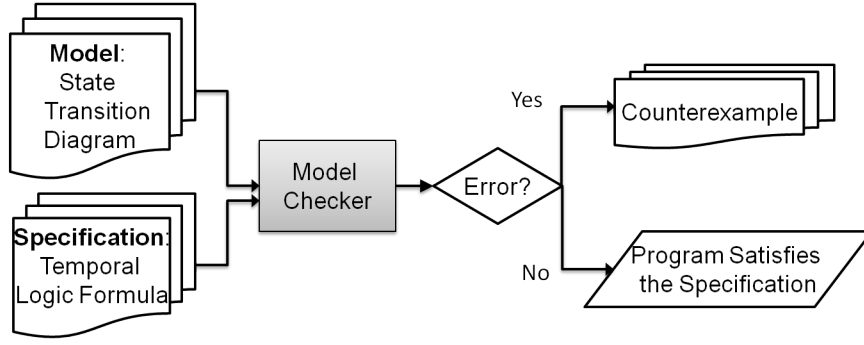 Model:
State
Transition
Diagram
Specification:
Temporal
Logic Formula
Model
Checker
Error?
Yes
Counterexample
No
Program Satisfies
the Specification